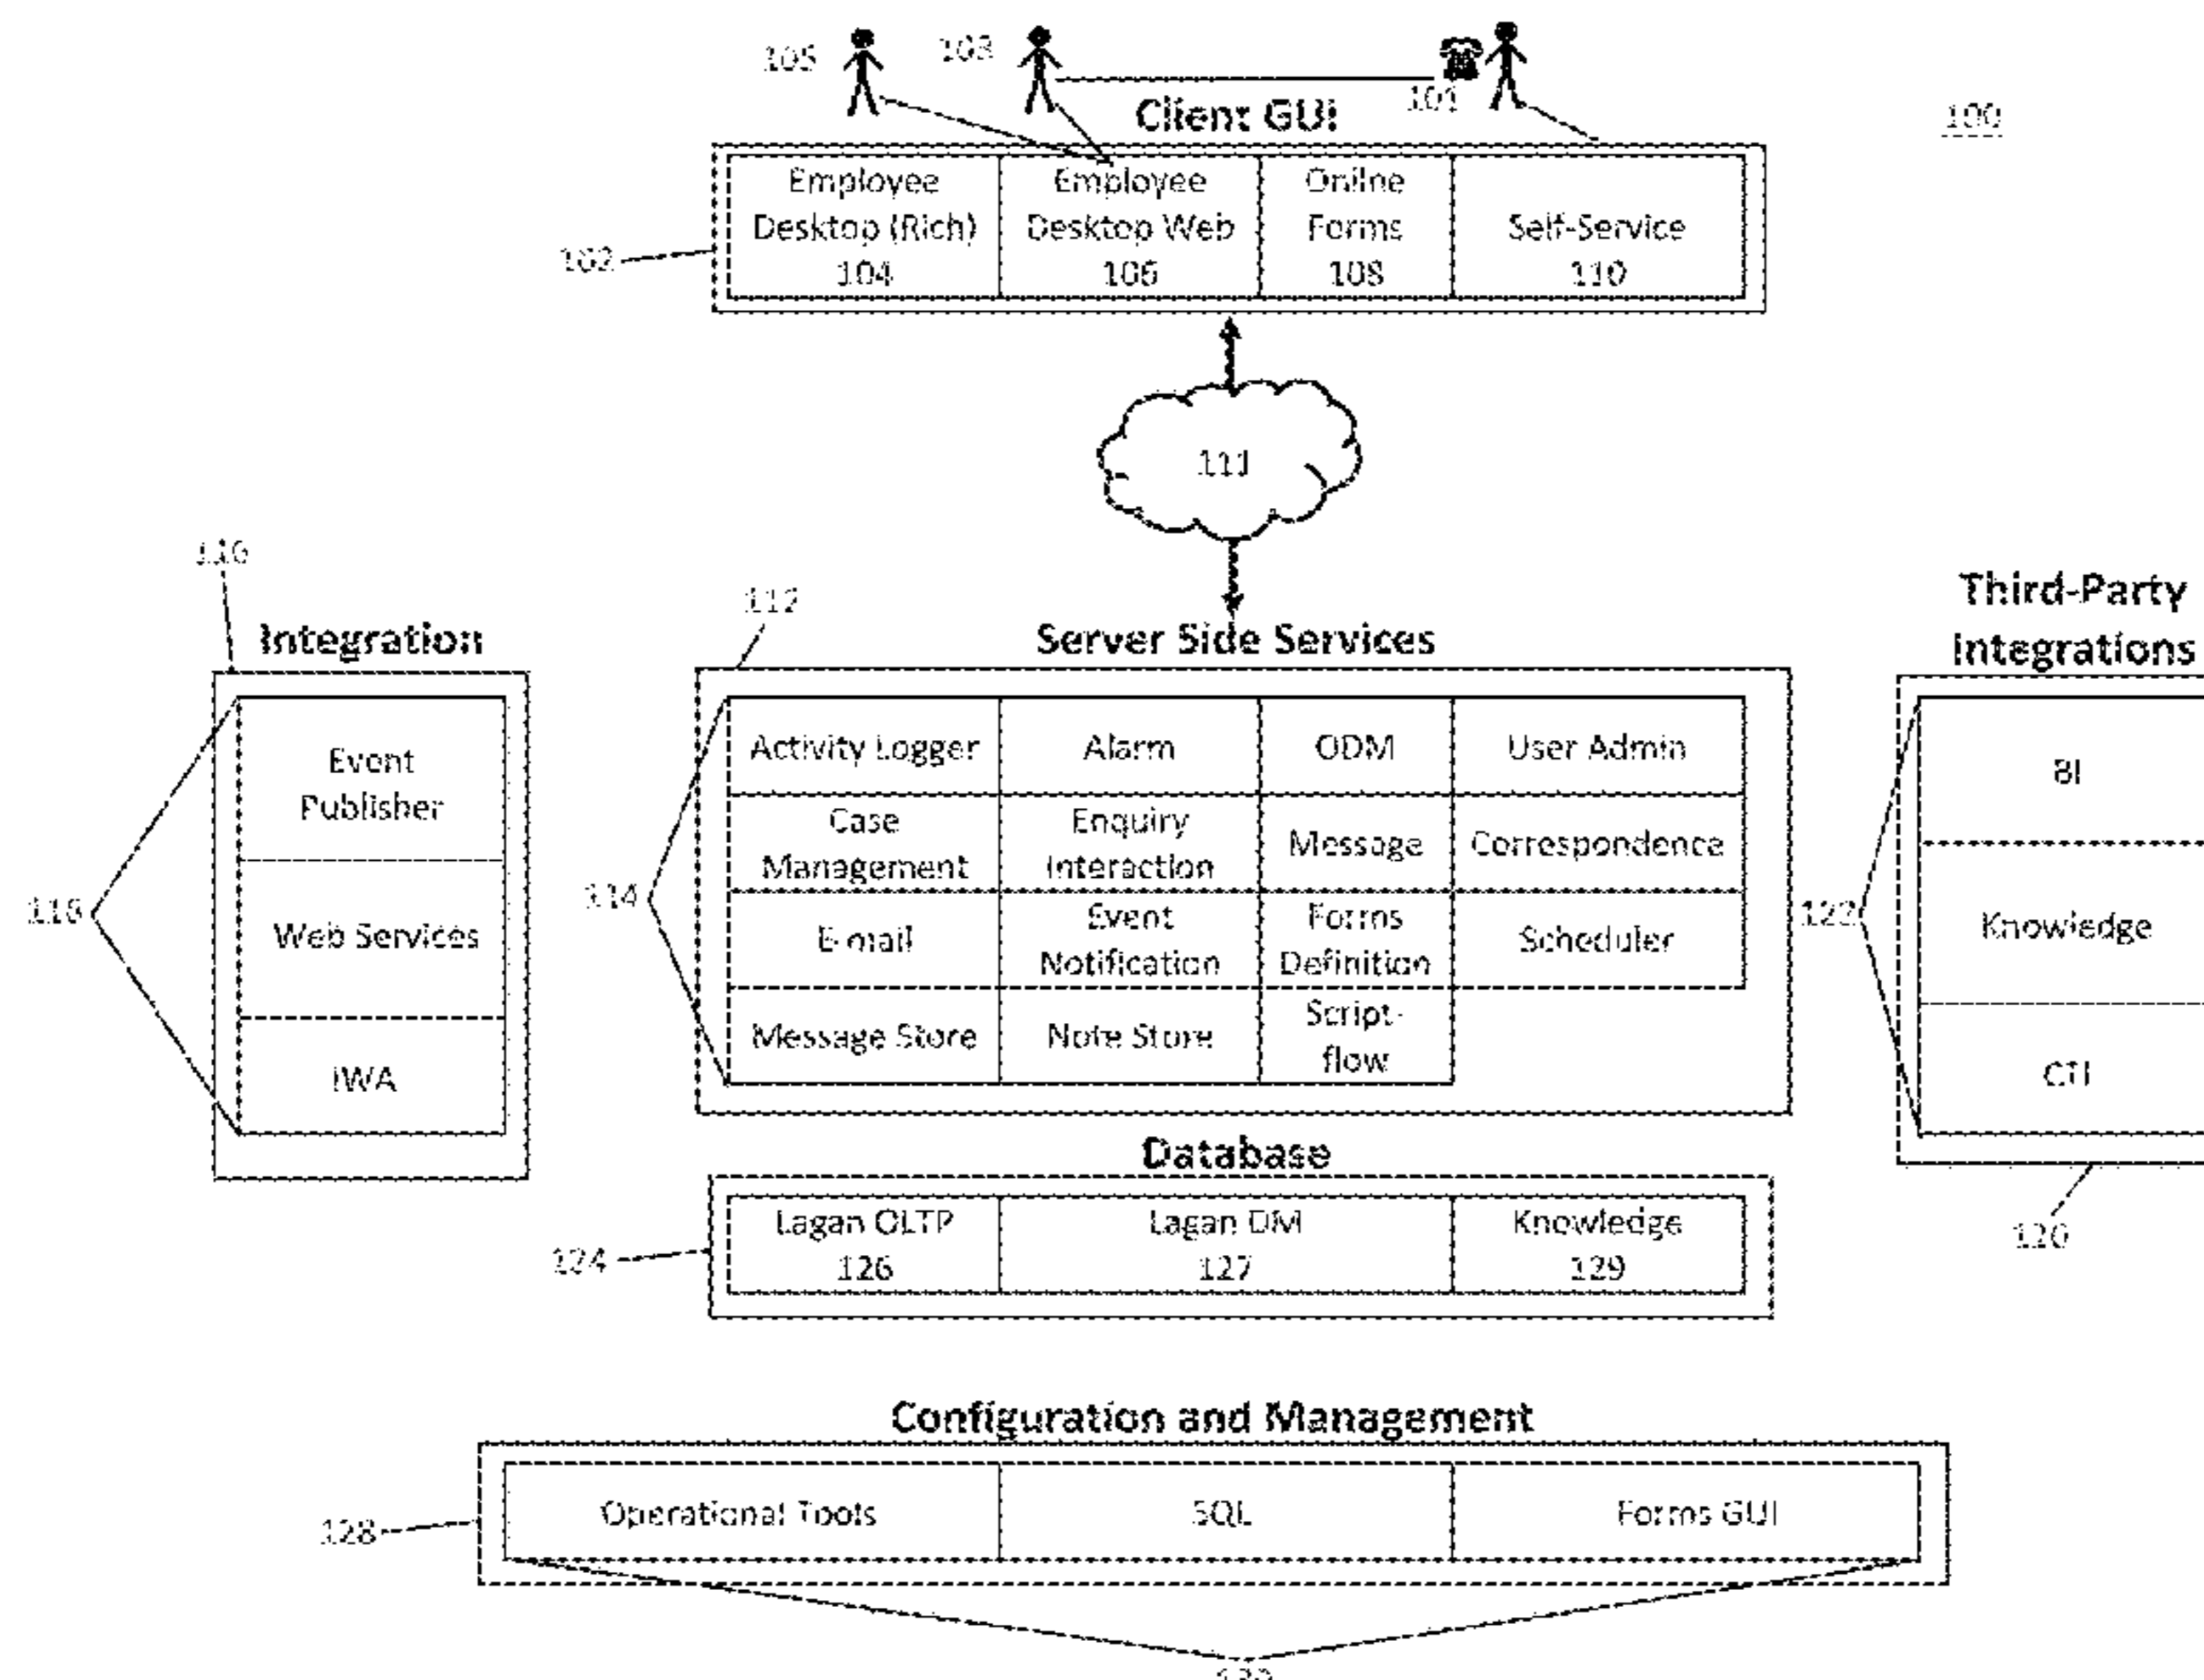 105
103
101
100
Client GUI
Employee
Desktop (Rich)
104
Employee
Desktop Web
106
Online
Forms
108
Self-Service
110
102
111
116
Integration
Event
Publisher
Web Services
IWA
118
112
Server Side Services
Activity Logger
Alarm
ODM
User Admin
Case
Management
Enquiry
Interaction
Message
Correspondence
E-mail
Event
Notification
Forms
Definition
Scheduler
Message Store
Note Store
Script-
flow
114
Third-Party
Integrations
BI
Knowledge
CTI
122
120
Database
Lagan OLTP
126
Lagan DM
127
Knowledge
129
124
Configuration and Management
Operational Tools
SQL
Forms GUI
128